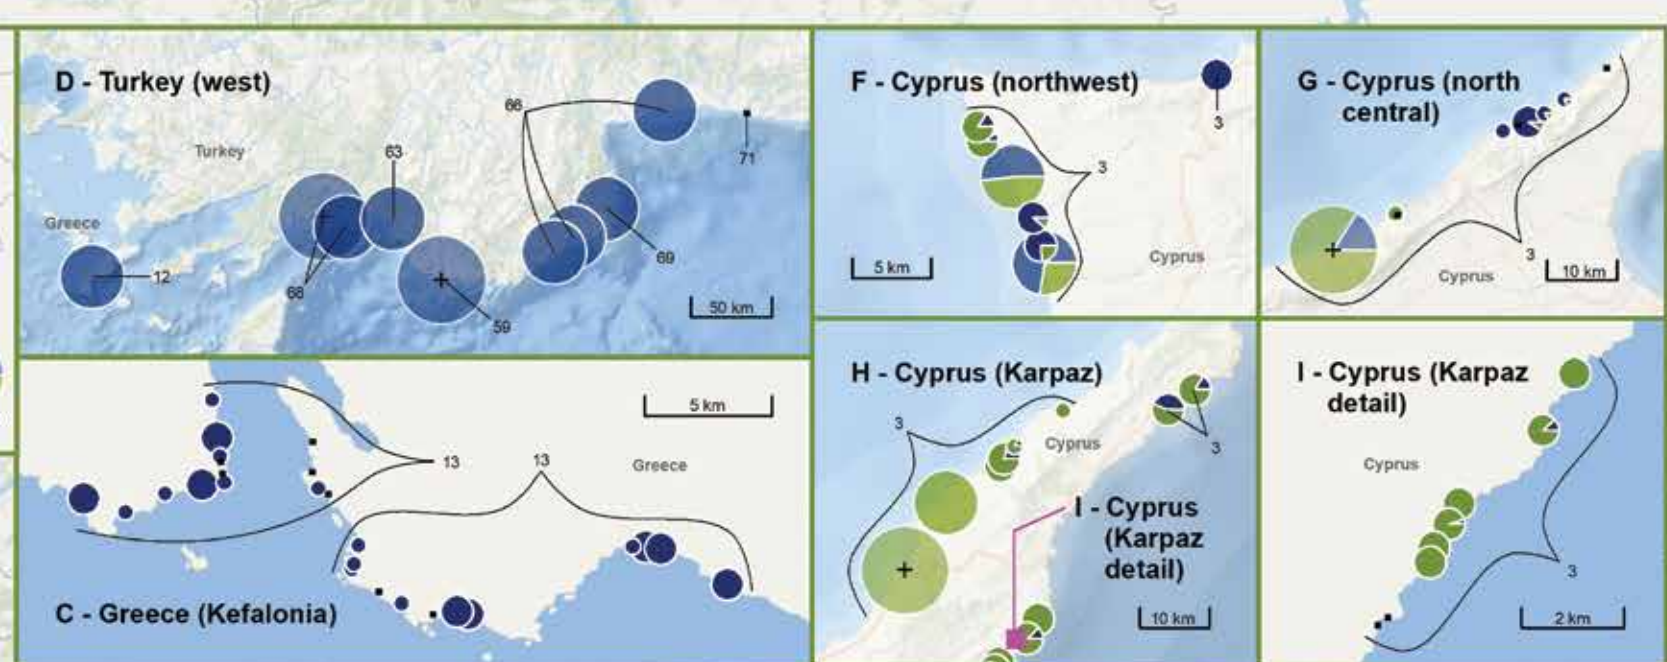 D - Turkey (west)
Turkey
Greece
12
68
63
59
66
69
71
50 km
C - Greece (Kefalonia)
5 km
Greece
13
13
F - Cyprus (northwest)
3
3
Cyprus
5 km
G - Cyprus (north
central)
3
Cyprus
10 km
H - Cyprus (Karpaz)
3
Cyprus
3
I - Cyprus
(Karpaz
detail)
10 km
I - Cyprus (Karpaz
detail)
Cyprus
3
2 km